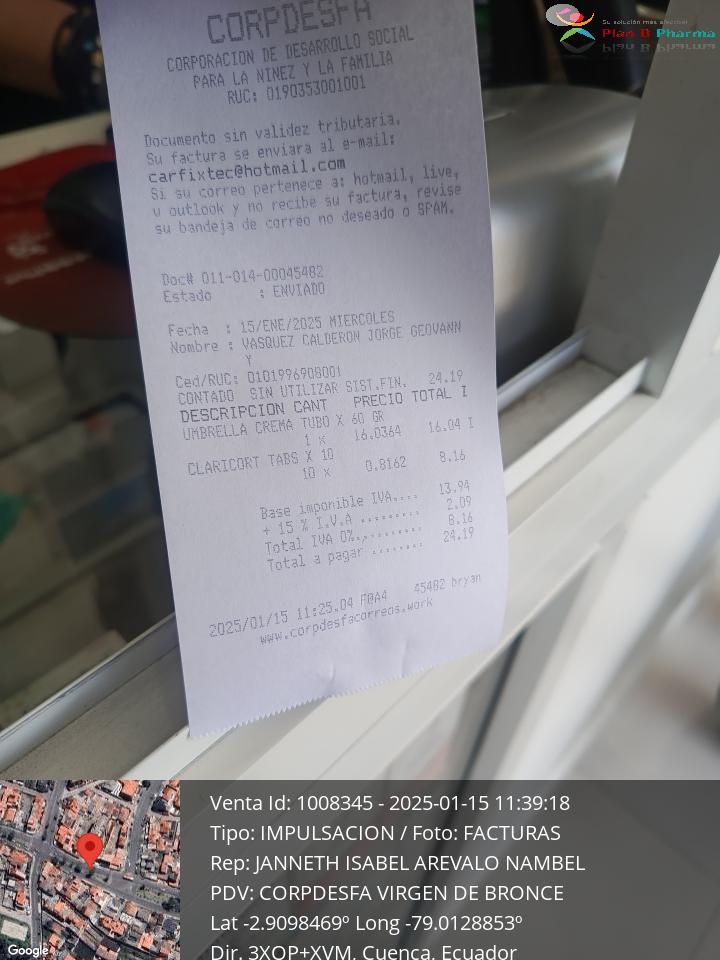 Su solución más efectiva!
Plan B Pharma
CORPDESFA
CORPORACION DE DESARROLLO SOCIAL
PARA LA NINEZ Y LA FAMILIA
RUC: 0190353001001
Documento sin validez tributaria.
Su factura se enviara al e-mail:
carfixtec@hotmail.com
Si su correo pertenece a: hotmail, live,
u outlook y no recibe su factura, revise
su bandeja de correo no deseado o SPAM.
Doc# 011-014-00045482
Estado : ENVIADO
Fecha : 15/ENE/2025 MIERCOLES
Nombre : VASQUEZ CALDERON JORGE GEOVANN
Y
Ced/RUC: 0101996908001
CONTADO SIN UTILIZAR SIST.FIN. 24.19
DESCRIPCION CANT PRECIO TOTAL I
UMBRELLA CREMA TUBO X 60 GR
1 x 16.0364 16.04 I
CLARICORT TABS X 10
10 x 0.8162 8.16
Base imponible IVA.... 13.94
+ 15 % I.V.A ......... 2.09
Total IVA 0%.......... 8.16
Total a pagar ........ 24.19
2025/01/15 11:25.04 F@A4 45482 bryan
www.corpdesfacorreos.work
Venta Id: 1008345 - 2025-01-15 11:39:18
Tipo: IMPULSACION / Foto: FACTURAS
Rep: JANNETH ISABEL AREVALO NAMBEL
PDV: CORPDESFA VIRGEN DE BRONCE
Lat -2.9098469º Long -79.0128853º
Dir. 3XQP+XVM, Cuenca, Ecuador
Google